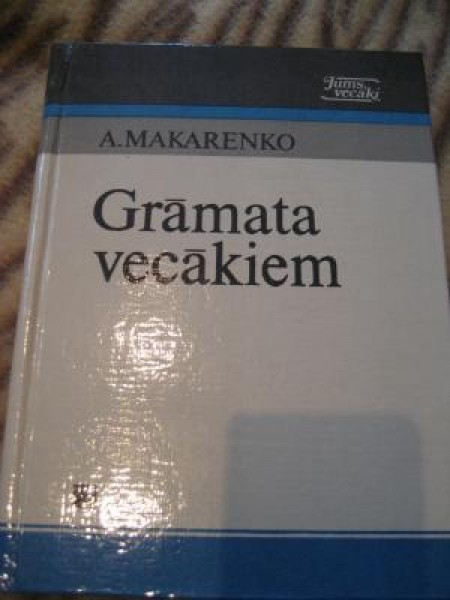 Jums,
vecāki
A.MAKARENKO
Grāmata
vecākiem